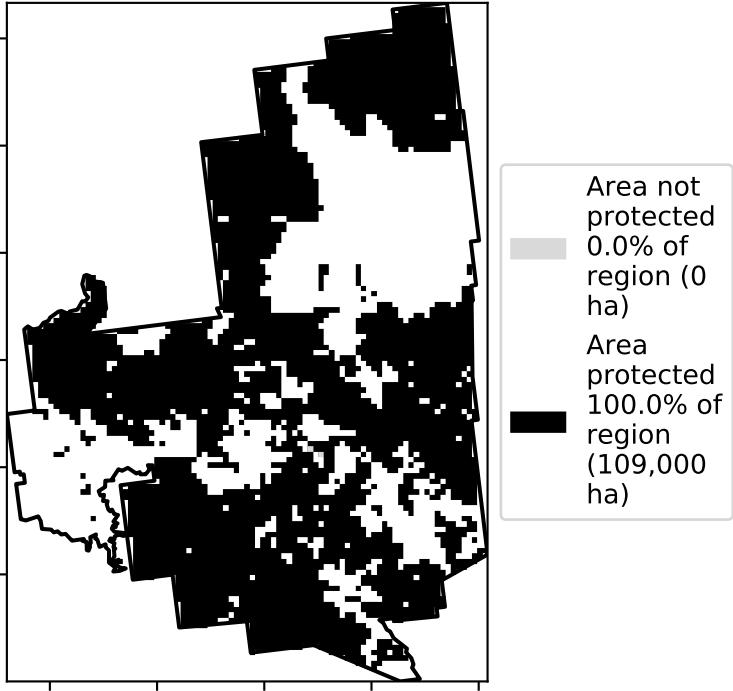 Area not
protected
0.0% of
region (0
ha)
Area
protected
100.0% of
region
(109,000
ha)